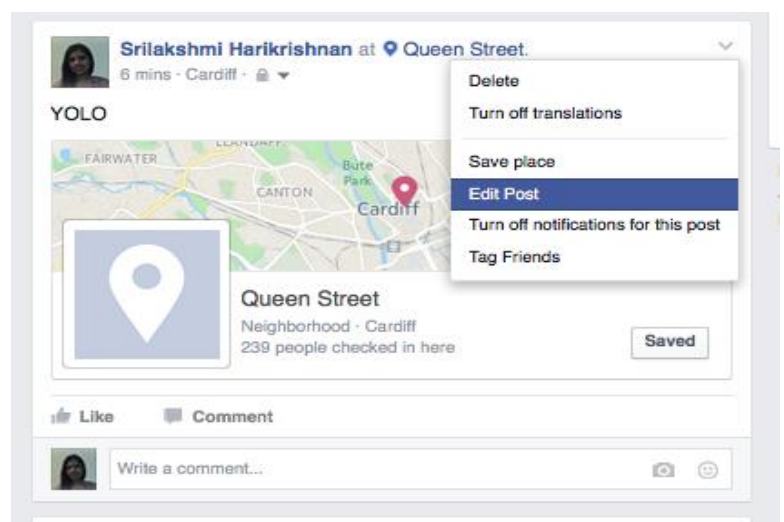 Srilakshmi Harikrishnan at Queen Street.
6 mins · Cardiff ·
YOLO
Delete
Turn off translations
Save place
Edit Post
Turn off notifications for this post
Tag Friends
FAIRWATER
Bute
Park
CANTON
Cardiff
Queen Street
Neighborhood · Cardiff
239 people checked in here
Saved
Like Comment
Write a comment...